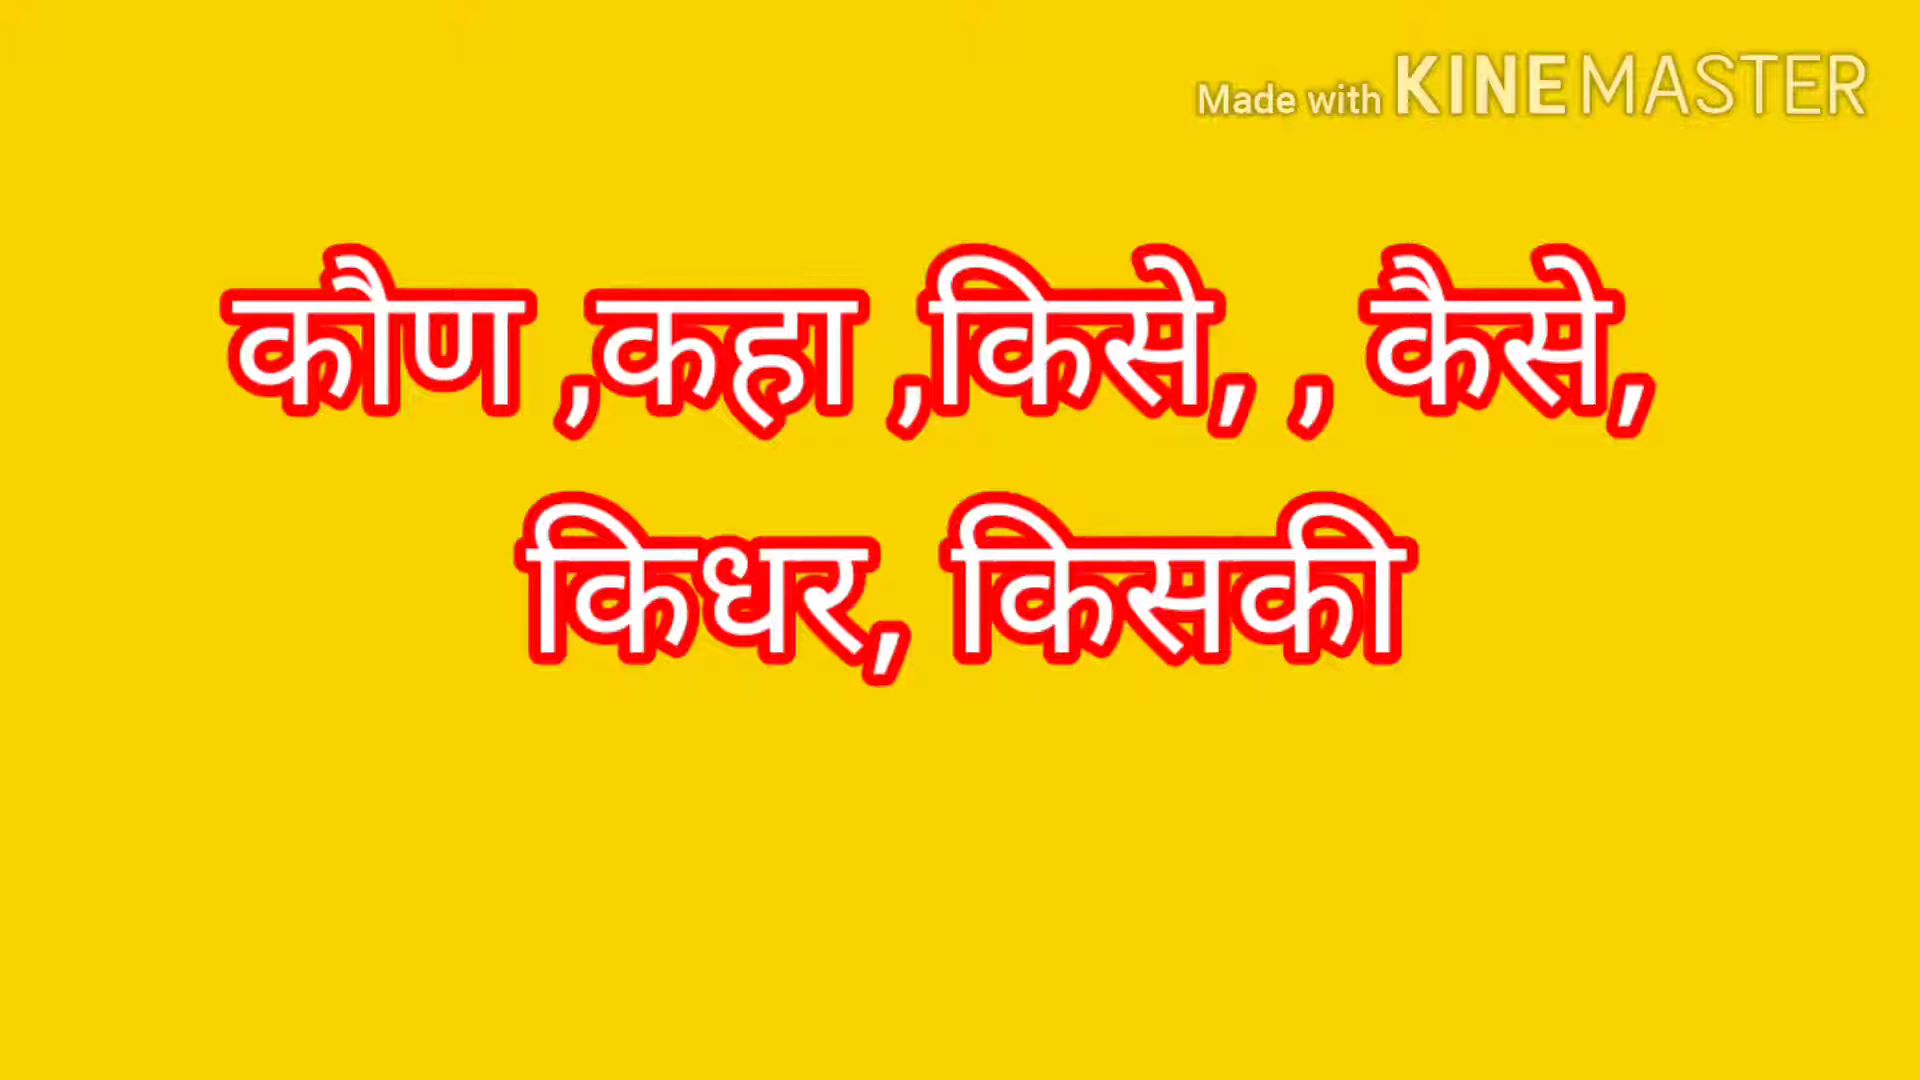 Made with KINEMASTER
कौण ,कहा ,किसे, , कैसे,
किधर, किसकी